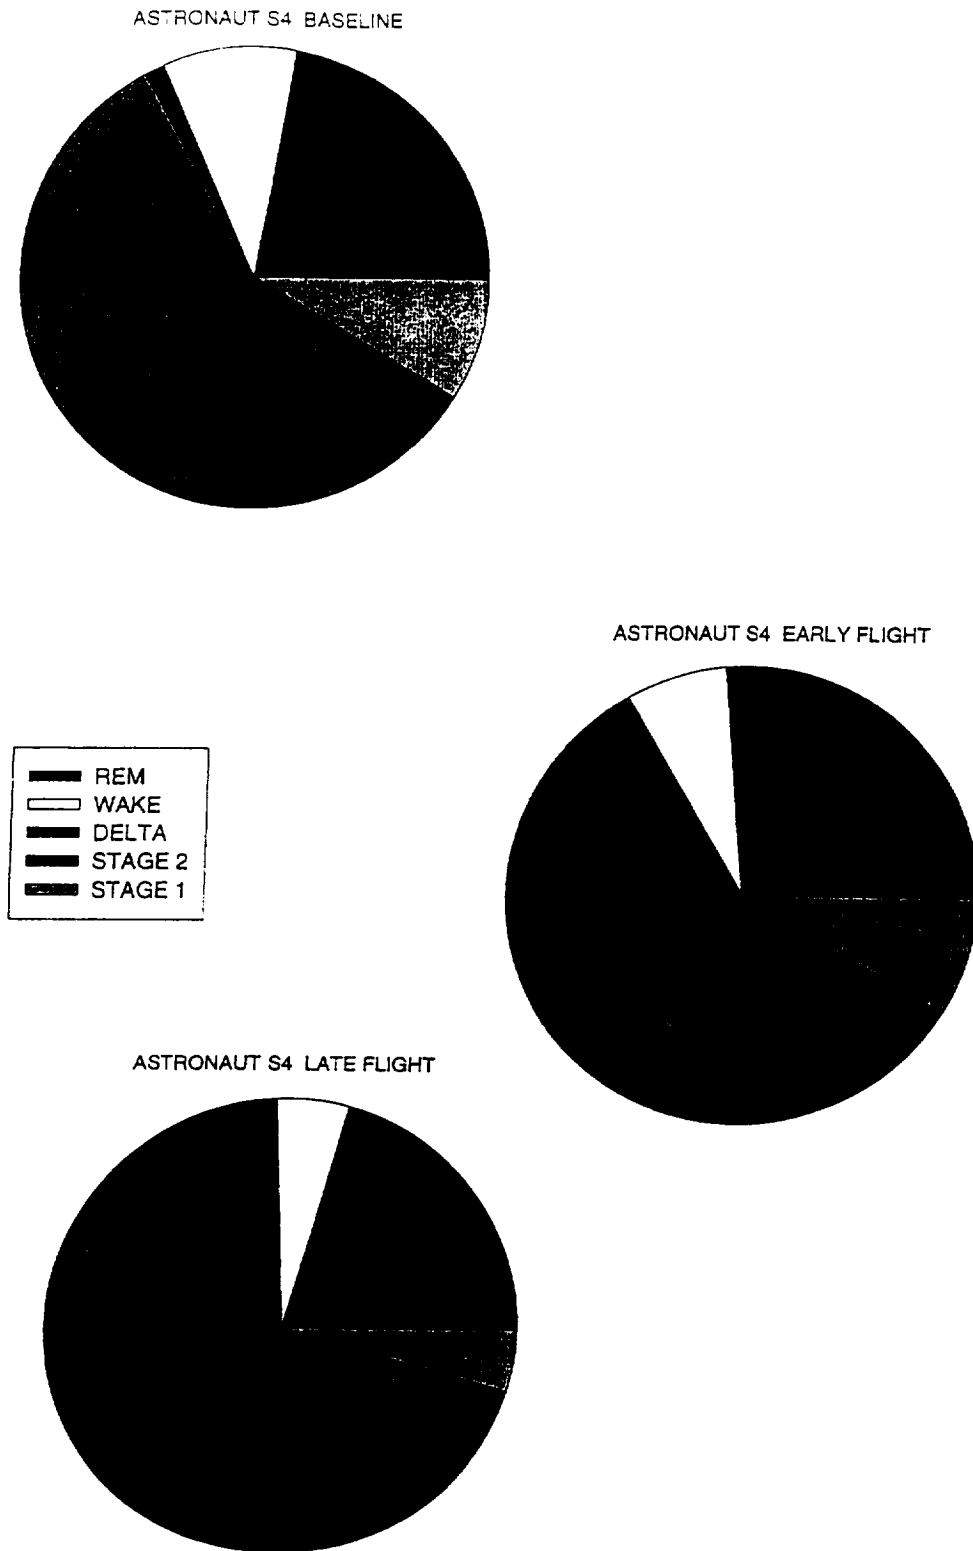 ASTRONAUT S4 BASELINE
ASTRONAUT S4 EARLY FLIGHT
REM
WAKE
DELTA
STAGE 2
STAGE 1
ASTRONAUT S4 LATE FLIGHT